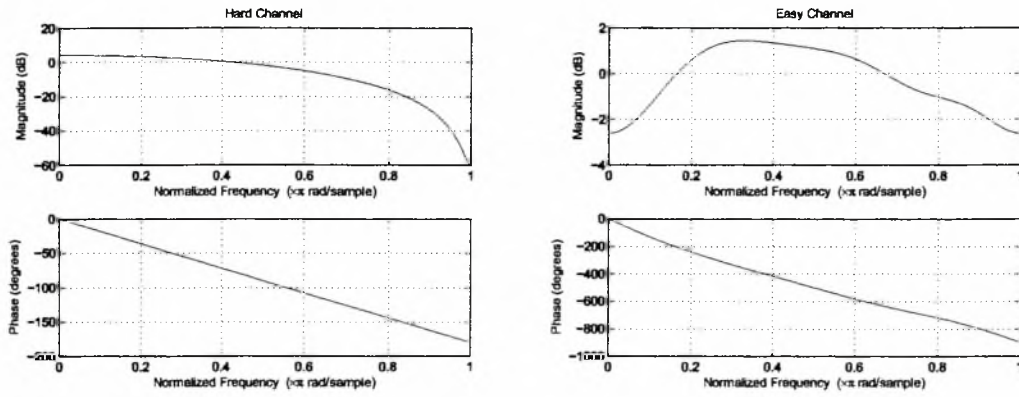 Hard Channel
20
0
−20
−40
−60
Magnitude (dB)
0 0.2 0.4 0.6 0.8 1
Normalized Frequency (×π rad/sample)
0
−50
−100
−150
−200
Phase (degrees)
0 0.2 0.4 0.6 0.8 1
Normalized Frequency (×π rad/sample)
Easy Channel
2
0
−2
−4
Magnitude (dB)
0 0.2 0.4 0.6 0.8 1
Normalized Frequency (×π rad/sample)
0
−200
−400
−600
−800
−1000
Phase (degrees)
0 0.2 0.4 0.6 0.8 1
Normalized Frequency (×π rad/sample)